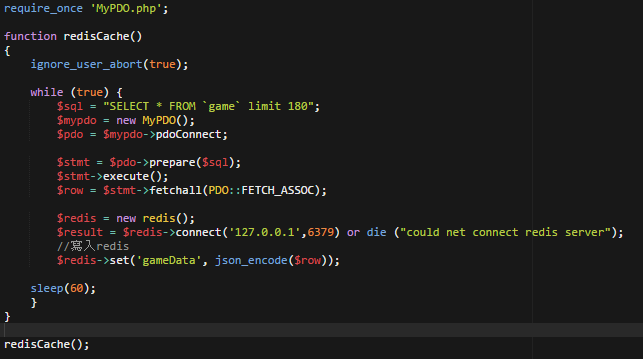 require_once 'MyPDO.php';
function redisCache()
{
ignore_user_abort(true);
while (true) {
$sql = "SELECT * FROM `game` limit 180";
$mypdo = new MyPDO();
$pdo = $mypdo->pdoConnect;
$stmt = $pdo->prepare($sql);
$stmt->execute();
$row = $stmt->fetchall(PDO::FETCH_ASSOC);
$redis = new redis();
$result = $redis->connect('127.0.0.1',6379) or die ("could net connect redis server");
//寫入redis
$redis->set('gameData', json_encode($row));
sleep(60);
}
}
redisCache();